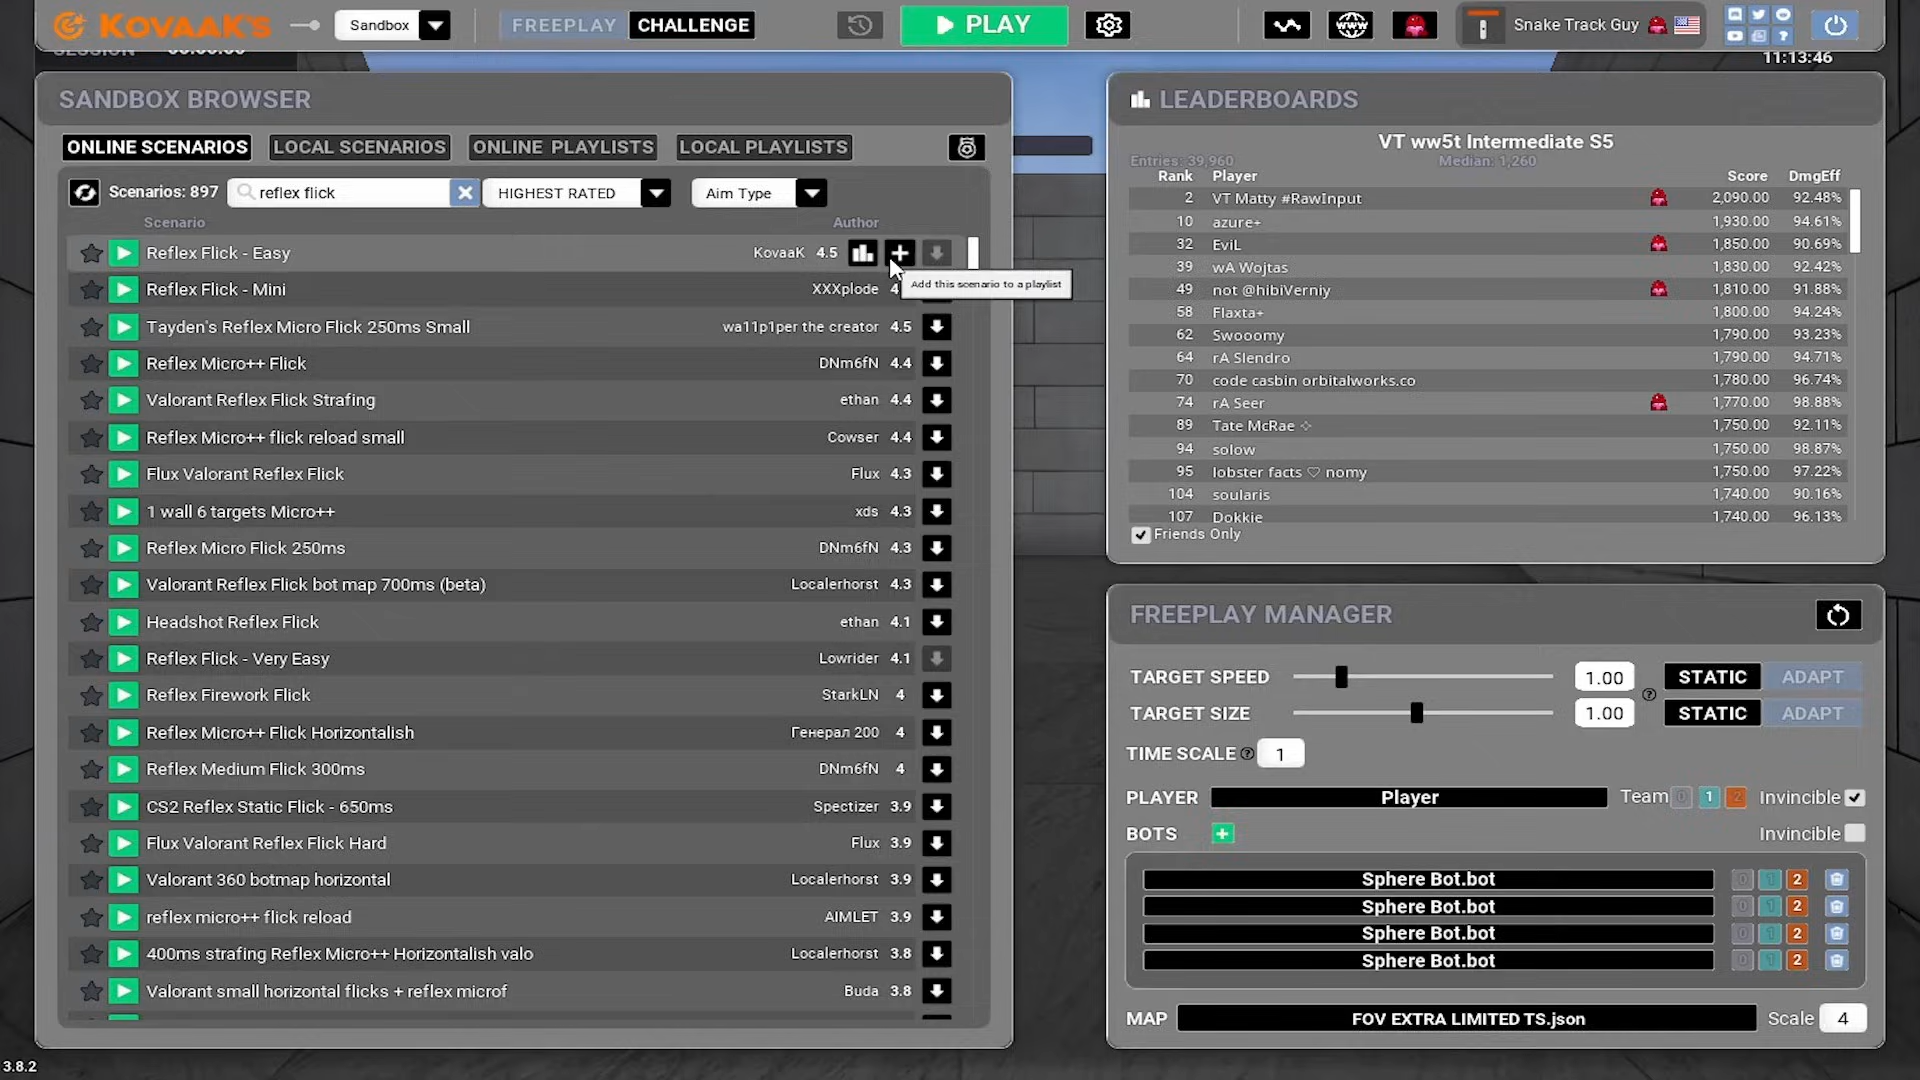 KOVAAK'S
Sandbox
FREEPLAY CHALLENGE
PLAY
WWW
Snake Track Guy
11:13:46
SANDBOX BROWSER
ONLINE SCENARIOS LOCAL SCENARIOS ONLINE PLAYLISTS LOCAL PLAYLISTS
Scenarios: 897 reflex flick HIGHEST RATED Aim Type
Scenario Author
Reflex Flick - Easy KovaaK 4.5
Add this scenario to a playlist
Reflex Flick - Mini XXXplode
Tayden's Reflex Micro Flick 250ms Small wa11p1per the creator 4.5
Reflex Micro++ Flick DNm6fN 4.4
Valorant Reflex Flick Strafing ethan 4.4
Reflex Micro++ flick reload small Cowser 4.4
Flux Valorant Reflex Flick Flux 4.3
1 wall 6 targets Micro++ xds 4.3
Reflex Micro Flick 250ms DNm6fN 4.3
Valorant Reflex Flick bot map 700ms (beta) Localerhorst 4.3
Headshot Reflex Flick ethan 4.1
Reflex Flick - Very Easy Lowrider 4.1
Reflex Firework Flick StarkLN 4
Reflex Micro++ Flick Horizontalish Генерал 200 4
Reflex Medium Flick 300ms DNm6fN 4
CS2 Reflex Static Flick - 650ms Spectizer 3.9
Flux Valorant Reflex Flick Hard Flux 3.9
Valorant 360 botmap horizontal Localerhorst 3.9
reflex micro++ flick reload AIMLET 3.9
400ms strafing Reflex Micro++ Horizontalish valo Localerhorst 3.8
Valorant small horizontal flicks + reflex microf Buda 3.8
3.8.2
LEADERBOARDS
VT ww5t Intermediate S5
Entries: 39,960 Median: 1,260
Rank Player Score DmgEff
2 VT Matty #RawInput 2,090.00 92.48%
10 azure+ 1,930.00 94.61%
32 EviL 1,850.00 90.69%
39 wA Wojtas 1,830.00 92.42%
49 not @hibiVerniy 1,810.00 91.88%
58 Flaxta+ 1,800.00 94.24%
62 Swooomy 1,790.00 93.23%
64 rA Slendro 1,790.00 94.71%
70 code casbin orbitalworks.co 1,780.00 96.74%
74 rA Seer 1,770.00 98.88%
89 Tate McRae ✧ 1,750.00 92.11%
94 solow 1,750.00 98.87%
95 lobster facts ♡ nomy 1,750.00 97.22%
104 soularis 1,740.00 90.16%
107 Dokkie 1,740.00 96.13%
Friends Only
FREEPLAY MANAGER
TARGET SPEED 1.00 STATIC ADAPT
TARGET SIZE 1.00 STATIC ADAPT
TIME SCALE 1
PLAYER Player Team 0 1 2 Invincible
BOTS Invincible
Sphere Bot.bot 0 1 2
Sphere Bot.bot 0 1 2
Sphere Bot.bot 0 1 2
Sphere Bot.bot 0 1 2
MAP FOV EXTRA LIMITED TS.json Scale 4